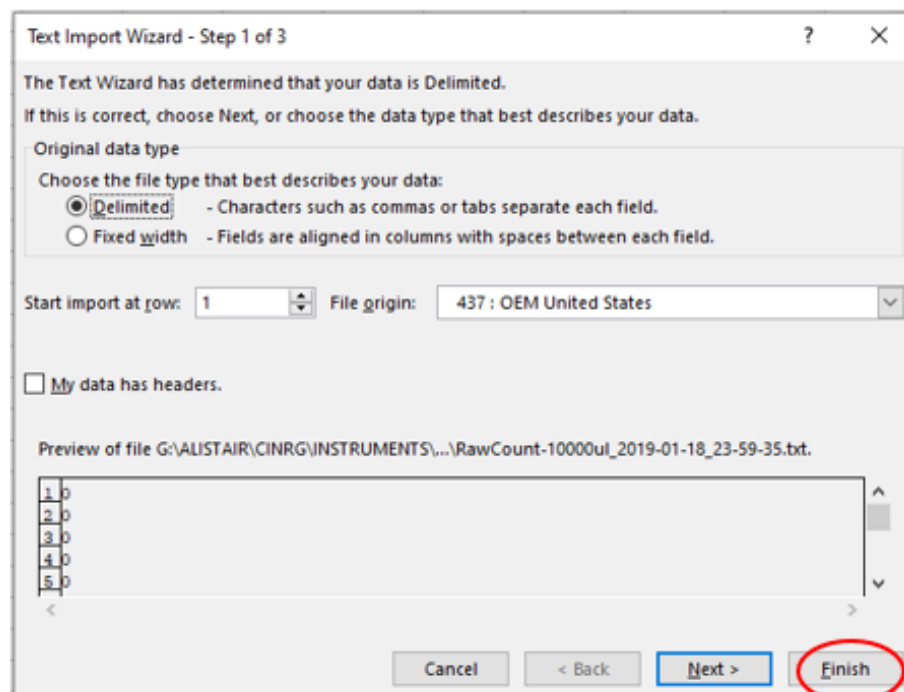 Text Import Wizard - Step 1 of 3 ? ×
The Text Wizard has determined that your data is Delimited.
If this is correct, choose Next, or choose the data type that best describes your data.
Original data type
Choose the file type that best describes your data:
Delimited - Characters such as commas or tabs separate each field.
Fixed width - Fields are aligned in columns with spaces between each field.
Start import at row: 1 File origin: 437 : OEM United States
My data has headers.
Preview of file G:\ALISTAIR\CINRG\INSTRUMENTS\...\RawCount-10000ul_2019-01-18_23-59-35.txt.
1 0
2 0
3 0
4 0
5 0
Cancel < Back Next > Finish